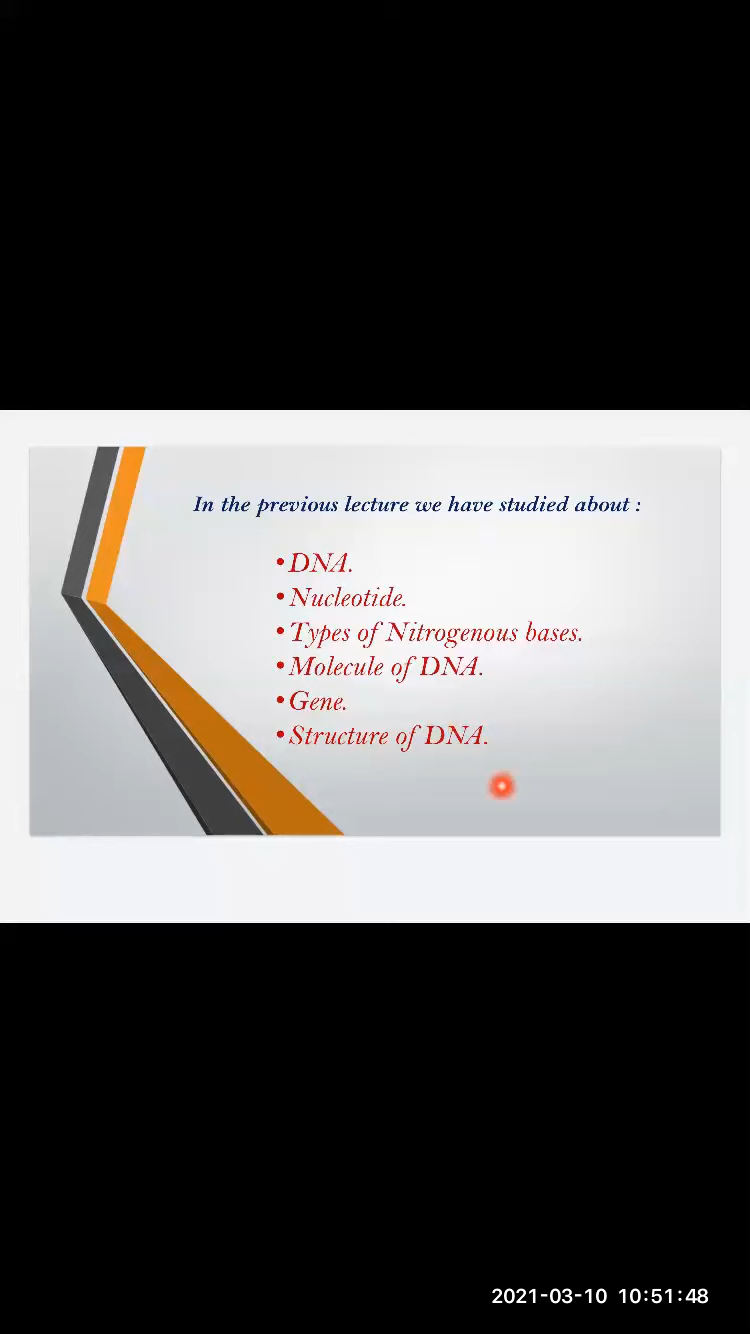 In the previous lecture we have studied about :
•DNA.
•Nucleotide.
•Types of Nitrogenous bases.
•Molecule of DNA.
•Gene.
•Structure of DNA.
2021-03-10 10:51:48